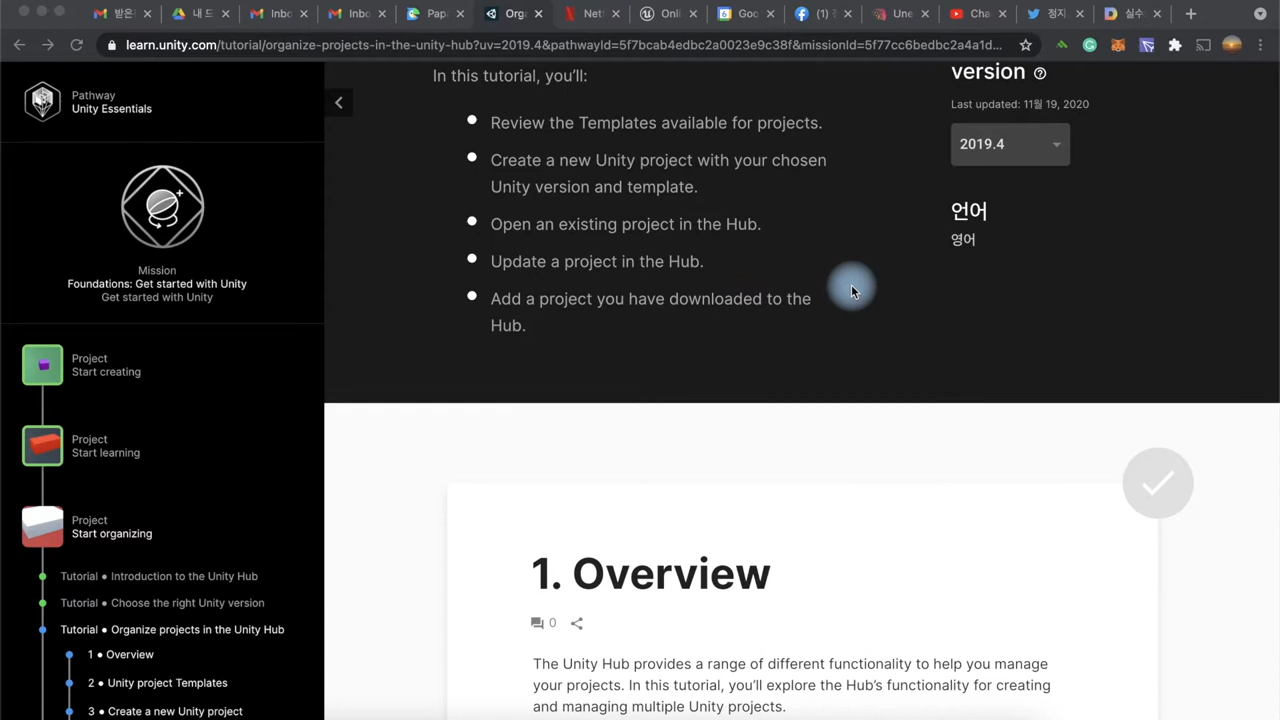 받은
내 드
Inbo
Inbo
Pap
Orga
Netf
Onli
Goo
(1)
Une
Cha
정지
실수
learn.unity.com/tutorial/organize-projects-in-the-unity-hub?uv=2019.4&pathwayId=5f7bcab4edbc2a0023e9c38f&missionId=5f77cc6bedbc2a4a1d...
Pathway
Unity Essentials
Mission
Foundations: Get started with Unity
Get started with Unity
Project
Start creating
Project
Start learning
Project
Start organizing
Tutorial ● Introduction to the Unity Hub
Tutorial ● Choose the right Unity version
Tutorial ● Organize projects in the Unity Hub
1 ● Overview
2 ● Unity project Templates
3 ● Create a new Unity project
In this tutorial, you'll:
Review the Templates available for projects.
Create a new Unity project with your chosen
Unity version and template.
Open an existing project in the Hub.
Update a project in the Hub.
Add a project you have downloaded to the
Hub.
version
Last updated: 11월 19, 2020
2019.4
언어
영어
1. Overview
0
The Unity Hub provides a range of different functionality to help you manage
your projects. In this tutorial, you'll explore the Hub's functionality for creating
and managing multiple Unity projects.